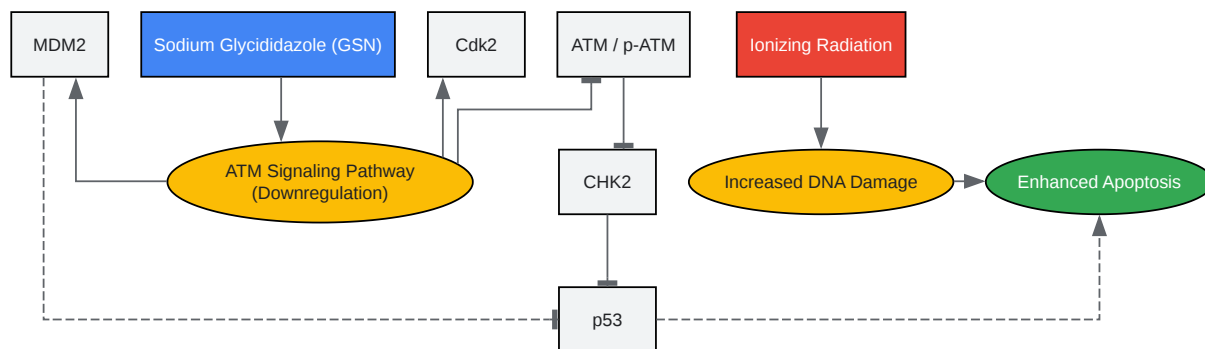 MDM2
Sodium Glycididazole (GSN)
Cdk2
ATM / p-ATM
Ionizing Radiation
ATM Signaling Pathway
(Downregulation)
CHK2
Increased DNA Damage
Enhanced Apoptosis
p53